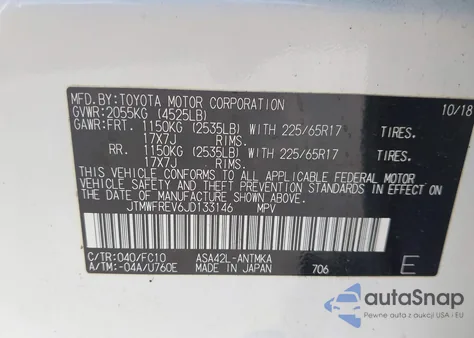 MFD.BY:TOYOTA MOTOR CORPORATION 10/18
GVWR:2055KG (4525LB)
GAWR:FRT. 1150KG (2535LB) WITH 225/65R17 TIRES.
17X7J RIMS.
RR. 1150KG (2535LB) WITH 225/65R17 TIRES.
17X7J RIMS.
THIS VEHICLE CONFORMS TO ALL APPLICABLE FEDERAL MOTOR
VEHICLE SAFETY AND BUMPER STANDARDS IN EFFECT ON
THE DATE OF MANUFACTURE SHOWN ABOVE.
JTMWFREV6JD133146 MPV
C/TR:040/FC10 ASA42L-ANTMKA
A/TM:-04A/U760E MADE IN JAPAN 706 E
autaSnap
Pewne auta z aukcji USA i EU